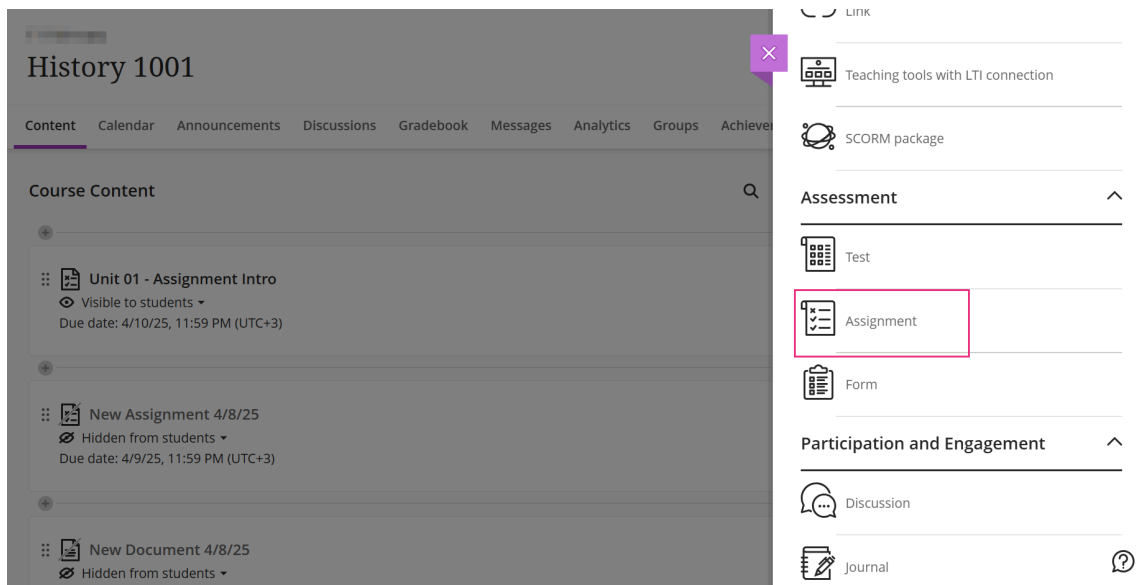 History 1001
Content Calendar Announcements Discussions Gradebook Messages Analytics Groups
Course Content
Unit 01 - Assignment Intro
Visible to students
Due date: 4/10/25, 11:59 PM (UTC+3)
New Assignment 4/8/25
Hidden from students
Due date: 4/9/25, 11:59 PM (UTC+3)
New Document 4/8/25
Hidden from students
Link
Teaching tools with LTI connection
SCORM package
Assessment
Test
Assignment
Form
Participation and Engagement
Discussion
Journal